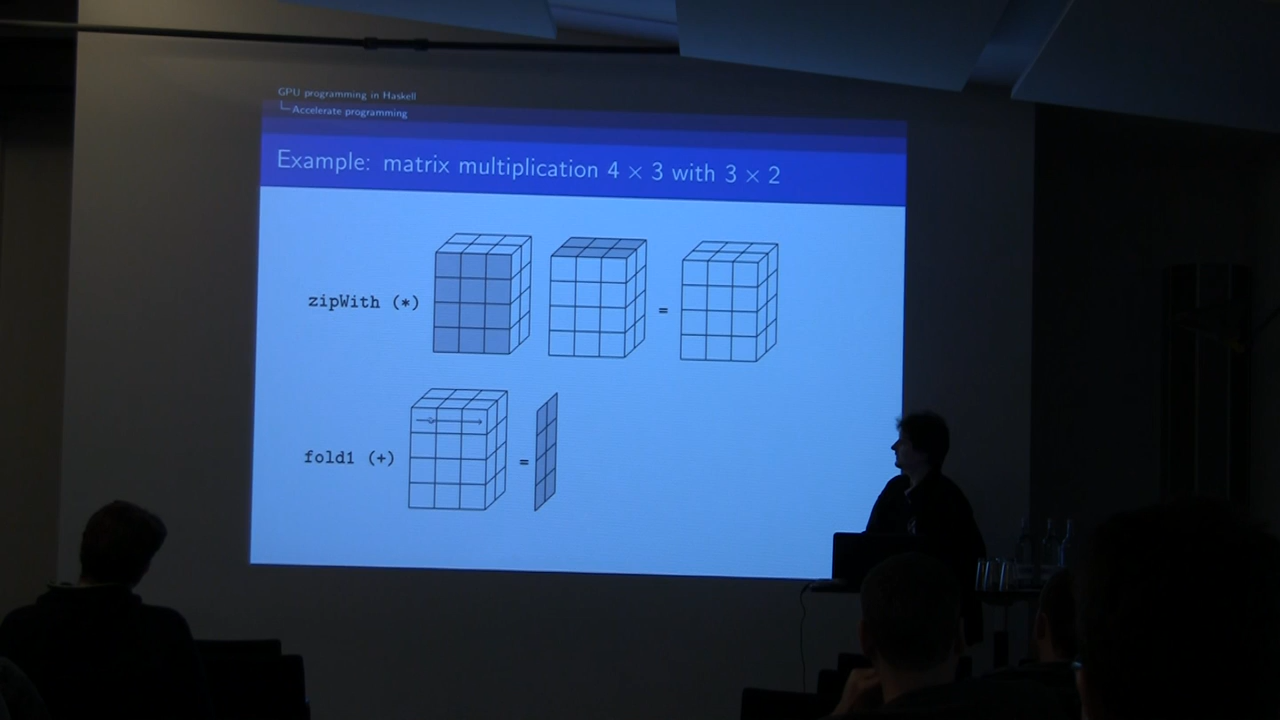 GPU programming in Haskell
Accelerate programming
Example: matrix multiplication 4 × 3 with 3 × 2
zipWith (*) =
fold1 (+) =